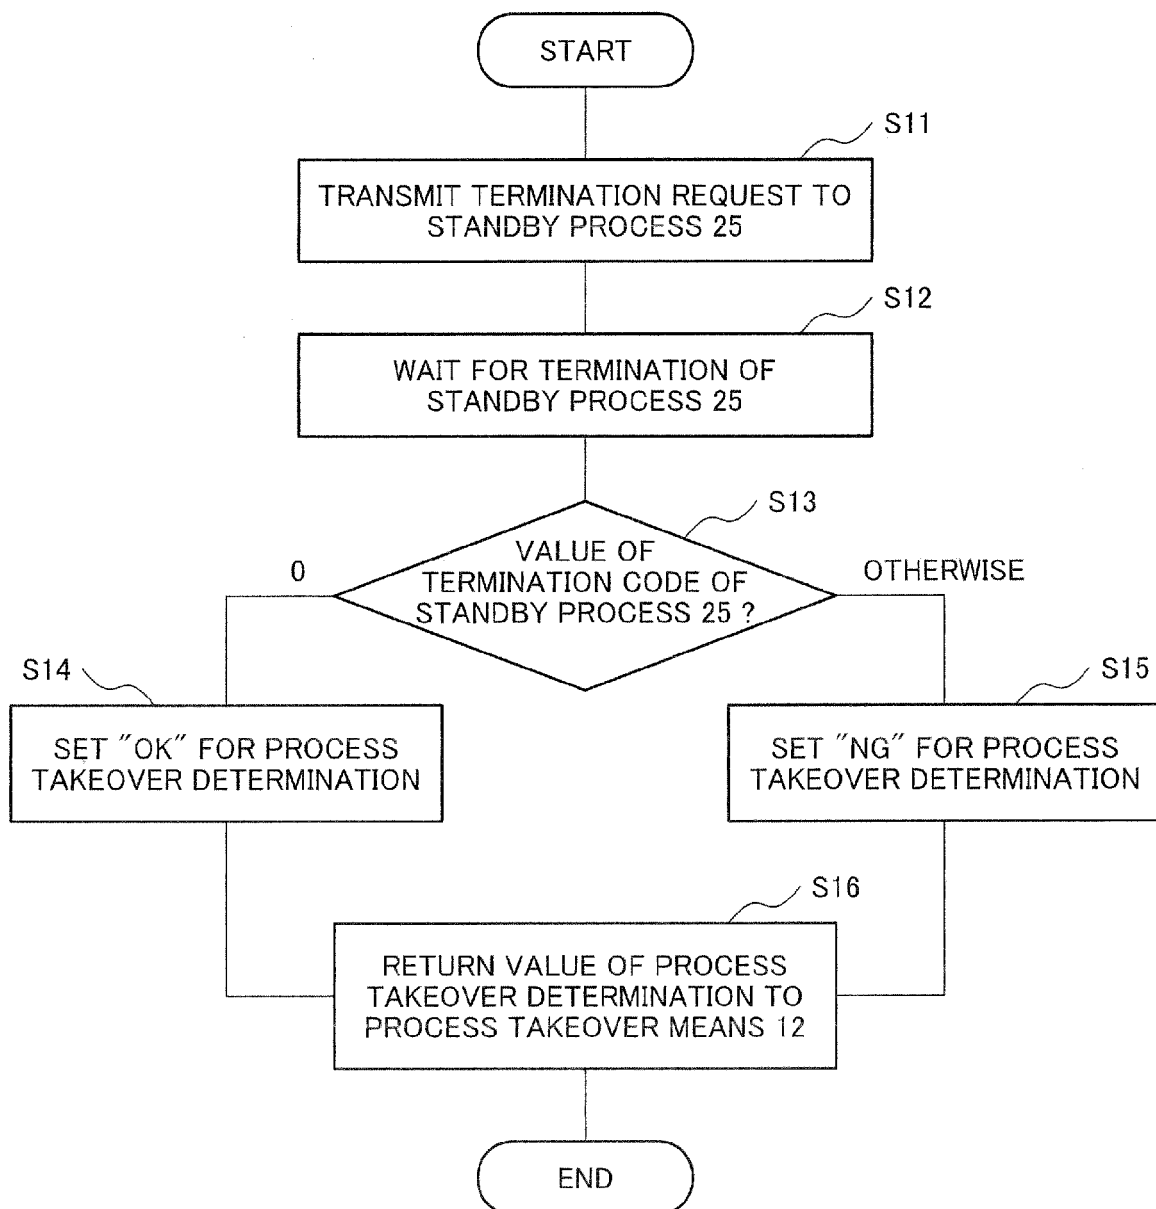 START
S11
TRANSMIT TERMINATION REQUEST TO
STANDBY PROCESS 25
S12
WAIT FOR TERMINATION OF
STANDBY PROCESS 25
S13
VALUE OF
TERMINATION CODE OF
STANDBY PROCESS 25 ?
0
OTHERWISE
S14
SET "OK" FOR PROCESS
TAKEOVER DETERMINATION
S15
SET "NG" FOR PROCESS
TAKEOVER DETERMINATION
S16
RETURN VALUE OF PROCESS
TAKEOVER DETERMINATION TO
PROCESS TAKEOVER MEANS 12
END